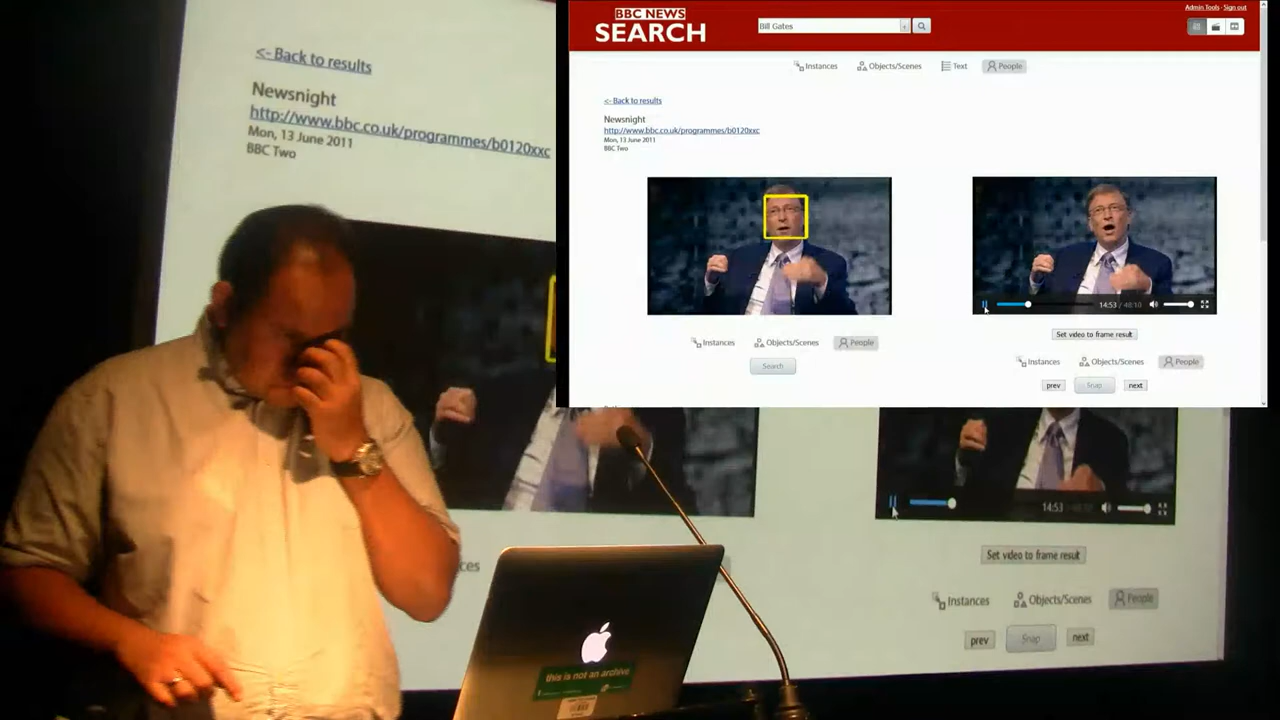 <- Back to results
Newsnight
http://www.bbc.co.uk/programmes/b0120xxc
Mon, 13 June 2011
BBC Two
Set video to frame result
Instances
Objects/Scenes
People
prev
Snap
next
this is not an archive
Admin Tools - Sign out
BBC NEWS
SEARCH
Bill Gates
Instances
Objects/Scenes
Text
People
<- Back to results
Newsnight
http://www.bbc.co.uk/programmes/b0120xxc
Mon, 13 June 2011
BBC Two
14:53 / 48:10
Instances
Objects/Scenes
People
Search
Set video to frame result
Instances
Objects/Scenes
People
prev
Snap
next
14:53
ces